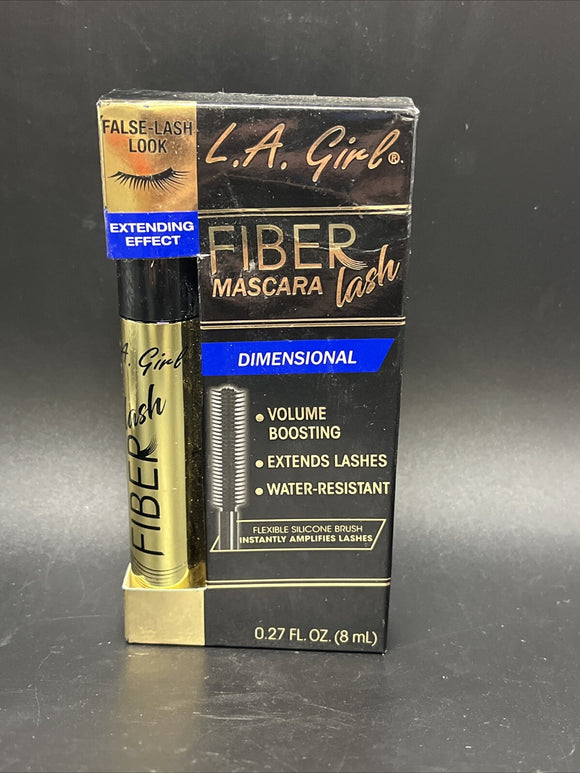 FALSE-LASH
LOOK
EXTENDING
EFFECT
L.A. Girl®
FIBER
MASCARA lash
DIMENSIONAL
• VOLUME
BOOSTING
• EXTENDS LASHES
• WATER-RESISTANT
FLEXIBLE SILICONE BRUSH
INSTANTLY AMPLIFIES LASHES
0.27 FL. OZ. (8 mL)
.A. Girl
lash
FIBER